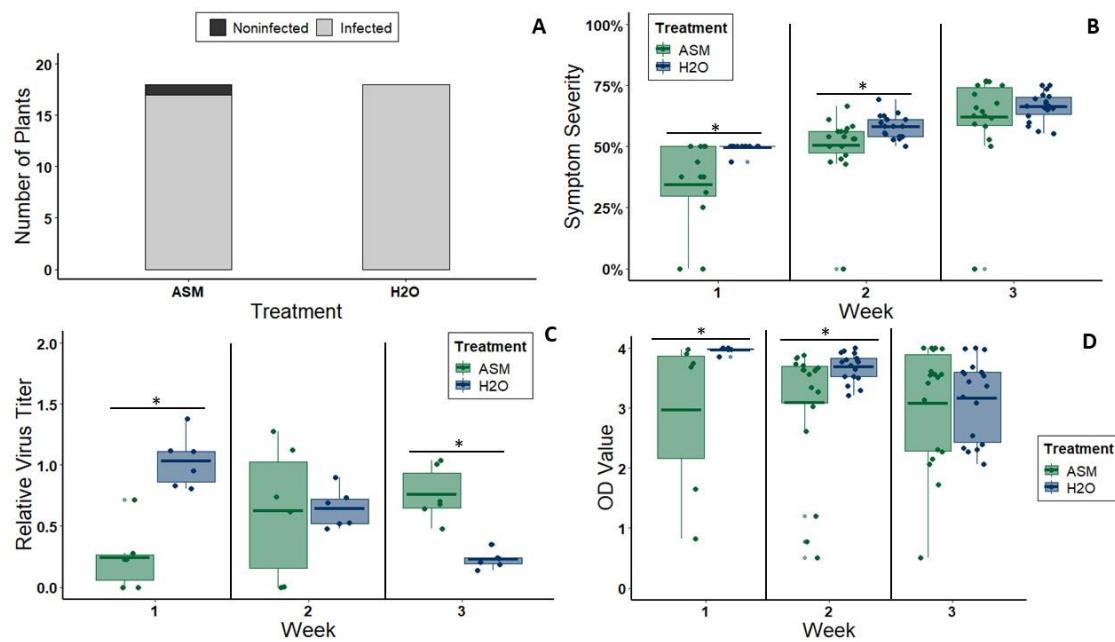 Noninfected Infected
A
Number of Plants
20
15
10
5
0
ASM H2O
Treatment
B
Treatment
ASM
H2O
Symptom Severity
100%
75%
50%
25%
0%
*
*
1 2 3
Week
C
Treatment
ASM
H2O
Relative Virus Titer
2.0
1.5
1.0
0.5
0.0
*
*
1 2 3
Week
D
Treatment
ASM
H2O
OD Value
4
3
2
1
0
*
*
1 2 3
Week